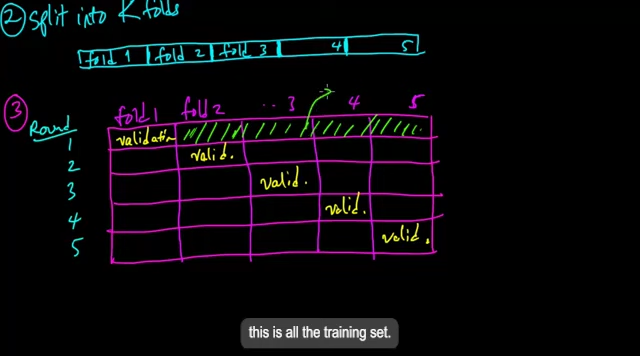 ② split into K folds
fold 1 fold 2 fold 3 4 5
③ fold 1 fold 2 .. 3 4 5
Round
1 validation
2 valid.
3 valid.
4 valid.
5 valid.
this is all the training set.